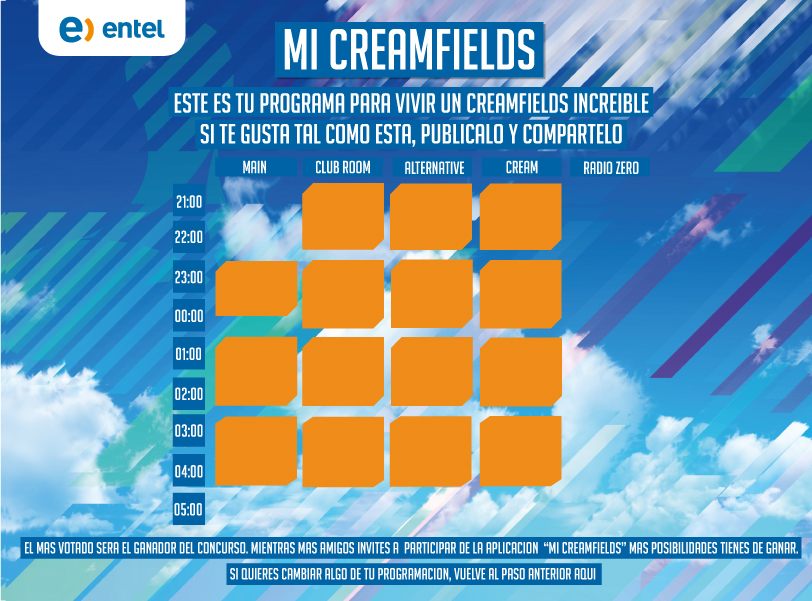 entel
MI CREAMFIELDS
ESTE ES TU PROGRAMA PARA VIVIR UN CREAMFIELDS INCREIBLE
SI TE GUSTA TAL COMO ESTA, PUBLICALO Y COMPARTELO
MAIN CLUB ROOM ALTERNATIVE CREAM RADIO ZERO
21:00
22:00
23:00
00:00
01:00
02:00
03:00
04:00
05:00
EL MAS VOTADO SERA EL GANADOR DEL CONCURSO. MIENTRAS MAS AMIGOS INVITES A PARTICIPAR DE LA APLICACION "MI CREAMFIELDS" MAS POSIBILIDADES TIENES DE GANAR.
SI QUIERES CAMBIAR ALGO DE TU PROGRAMACION, VUELVE AL PASO ANTERIOR AQUI